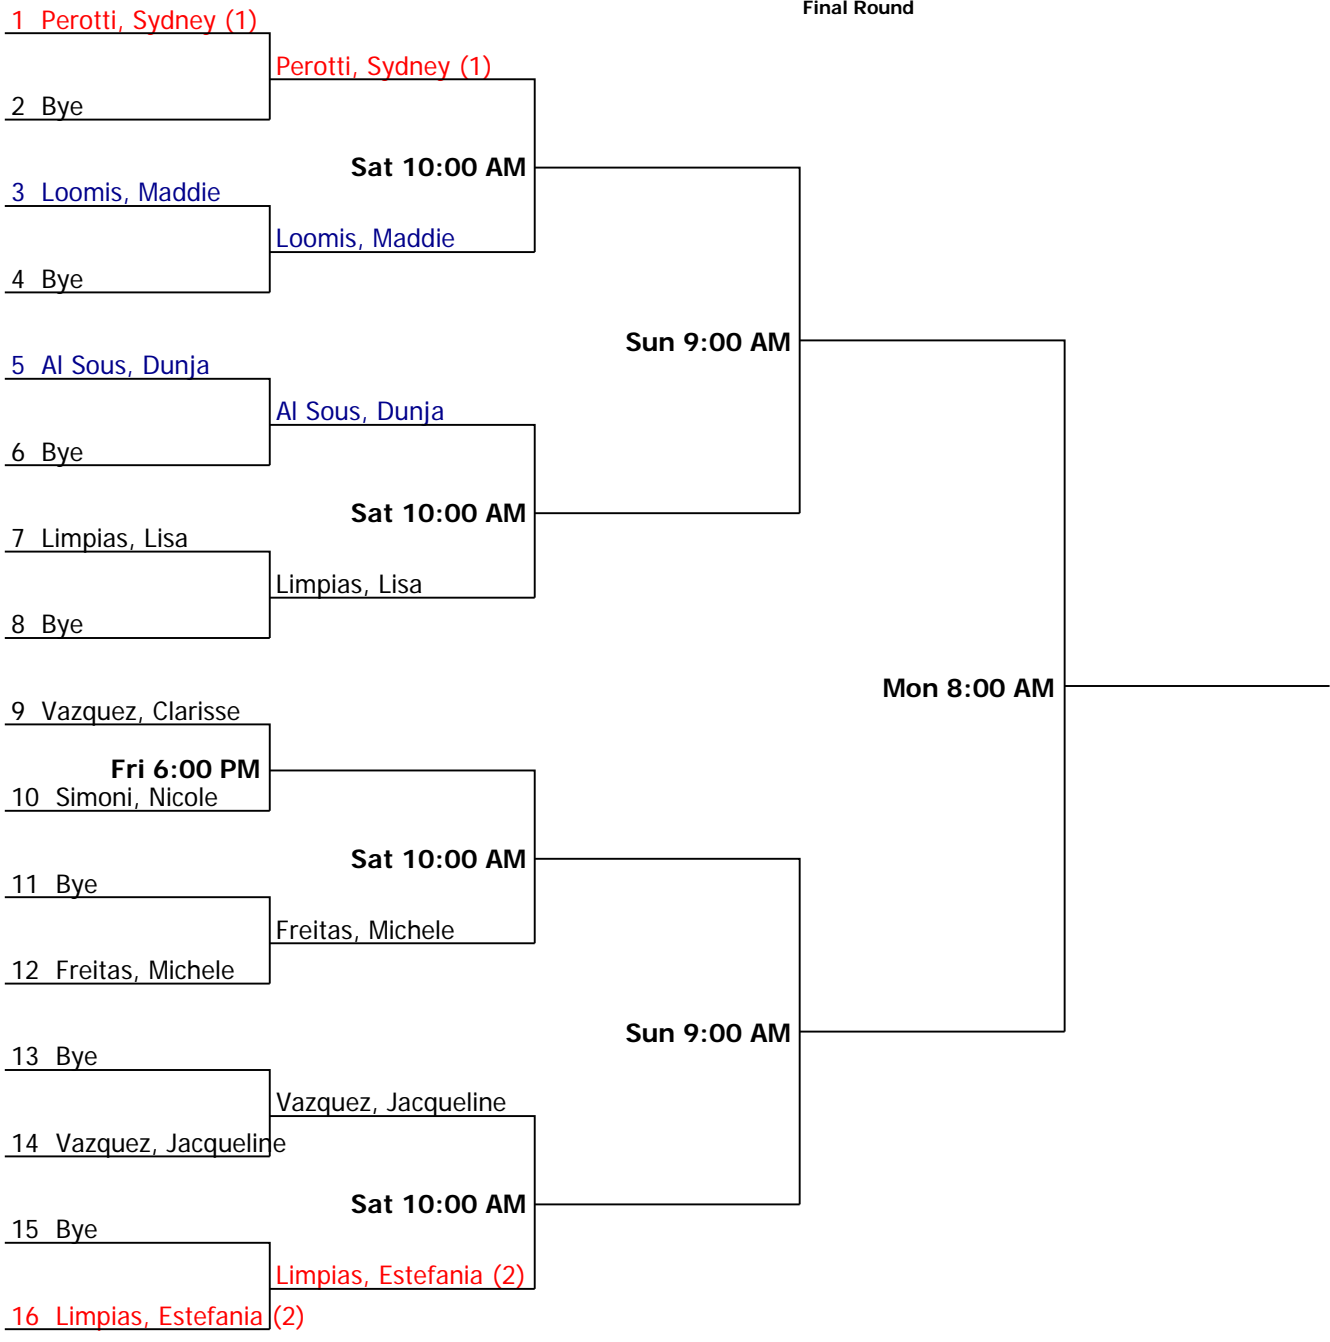 Final Round
1 Perotti, Sydney (1)
Perotti, Sydney (1)
2 Bye
Sat 10:00 AM
3 Loomis, Maddie
Loomis, Maddie
4 Bye
Sun 9:00 AM
5 Al Sous, Dunja
Al Sous, Dunja
6 Bye
Sat 10:00 AM
7 Limpias, Lisa
Limpias, Lisa
8 Bye
Mon 8:00 AM
9 Vazquez, Clarisse
Fri 6:00 PM
10 Simoni, Nicole
Sat 10:00 AM
11 Bye
Freitas, Michele
12 Freitas, Michele
Sun 9:00 AM
13 Bye
Vazquez, Jacqueline
14 Vazquez, Jacqueline
Sat 10:00 AM
15 Bye
Limpias, Estefania (2)
16 Limpias, Estefania (2)